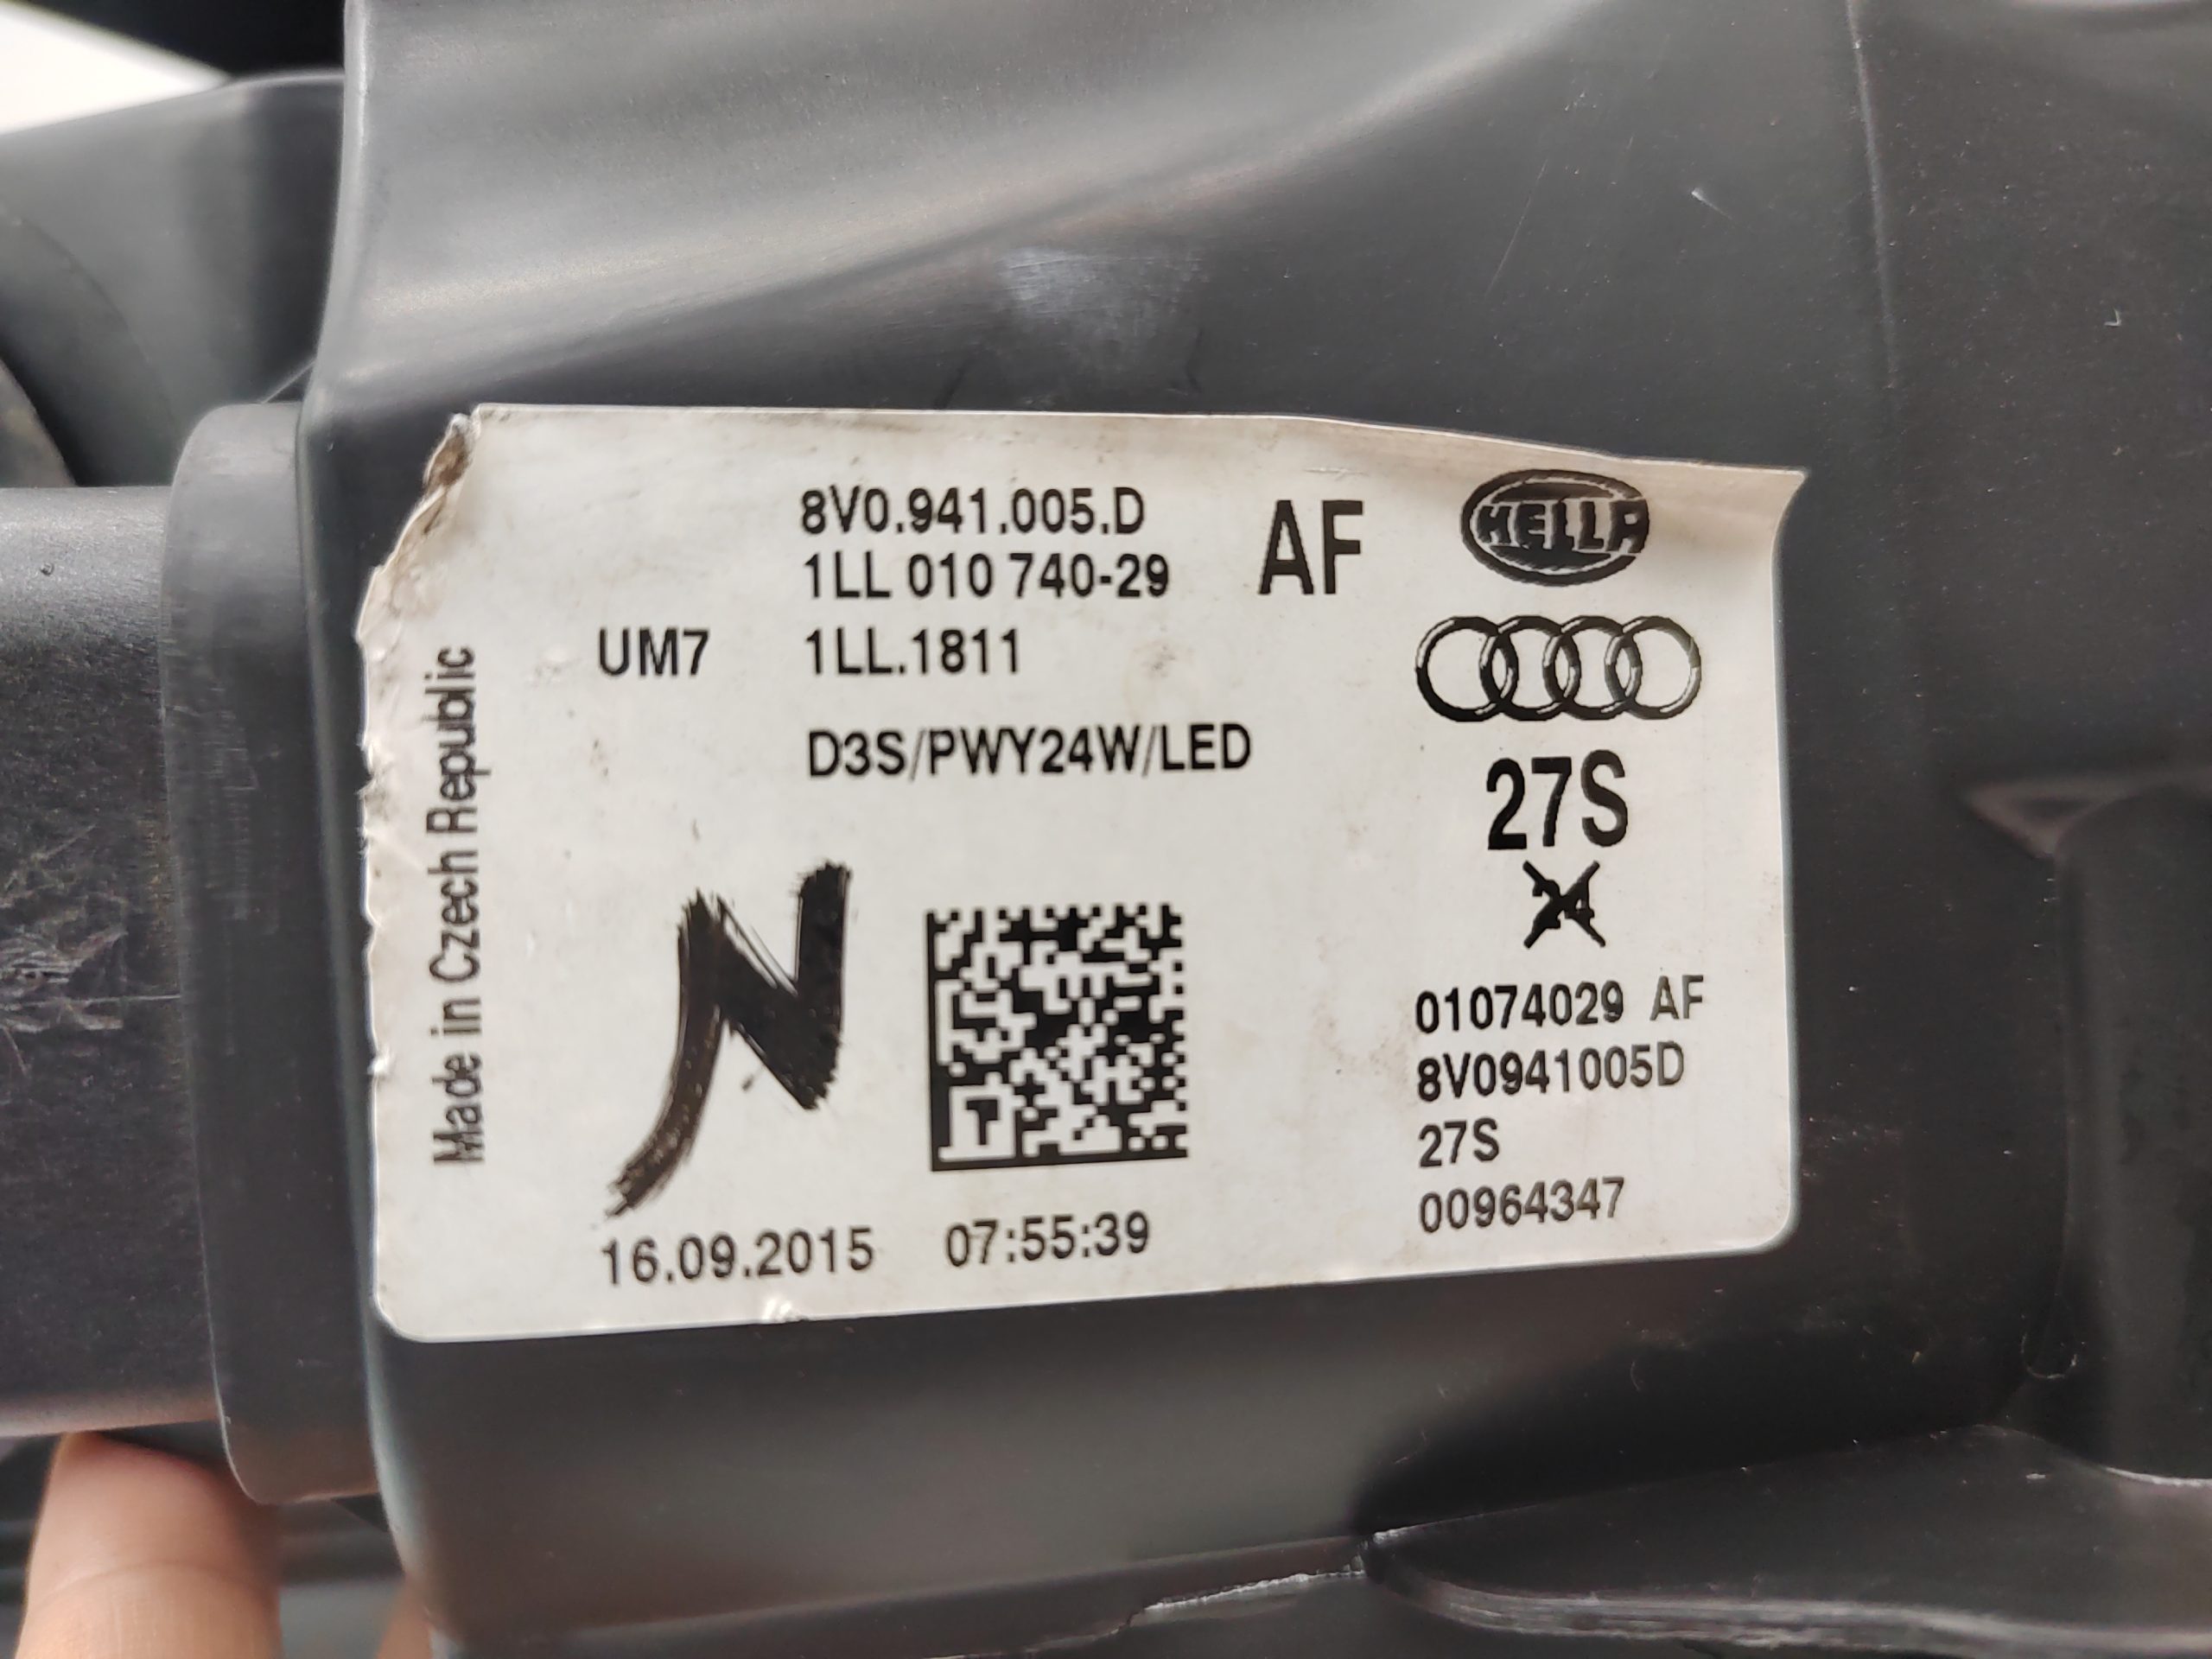 8V0.941.005.D
1LL 010 740-29
AF
HELLA
UM7 1LL.1811
D3S/PWY24W/LED
27S
Made in Czech Republic
N
01074029 AF
8V0941005D
27S
00964347
16.09.2015 07:55:39